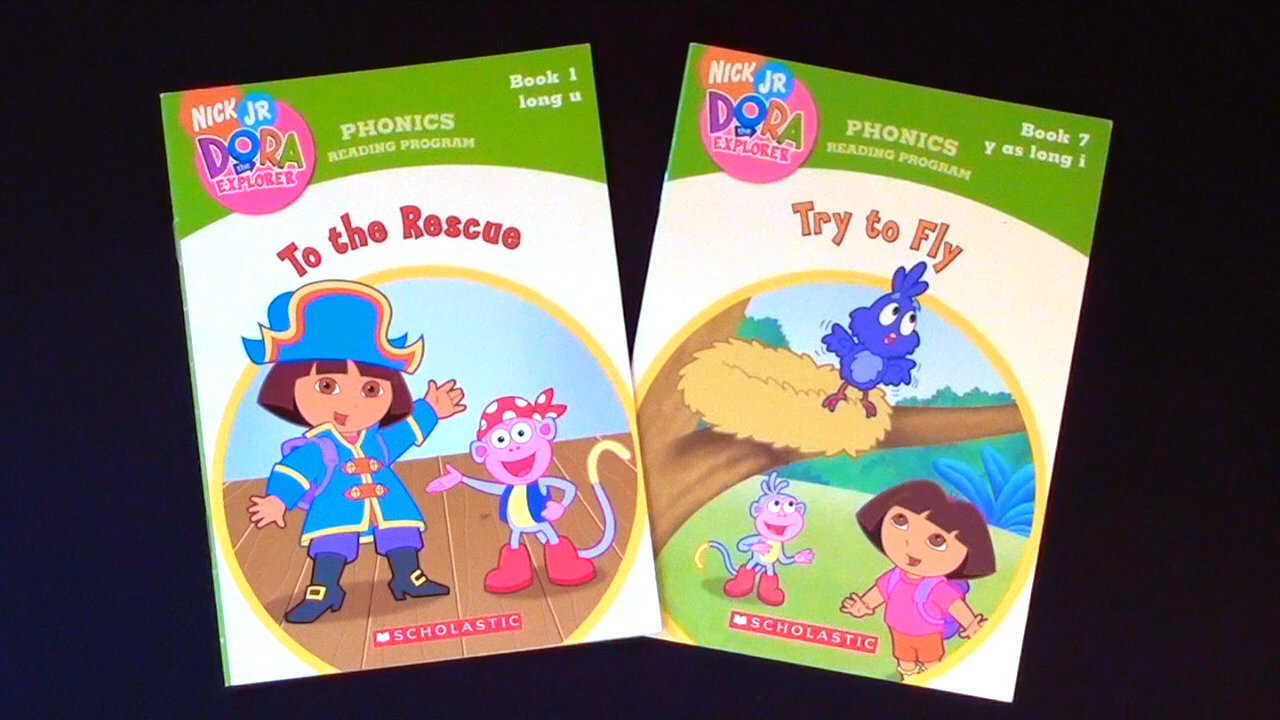 NICK JR
DORA
the
EXPLORER
PHONICS
READING PROGRAM
Book 1
long u
To the Rescue
SCHOLASTIC
NICK JR
DORA
the
EXPLORER
PHONICS
READING PROGRAM
Book 7
y as long i
Try to Fly
SCHOLASTIC